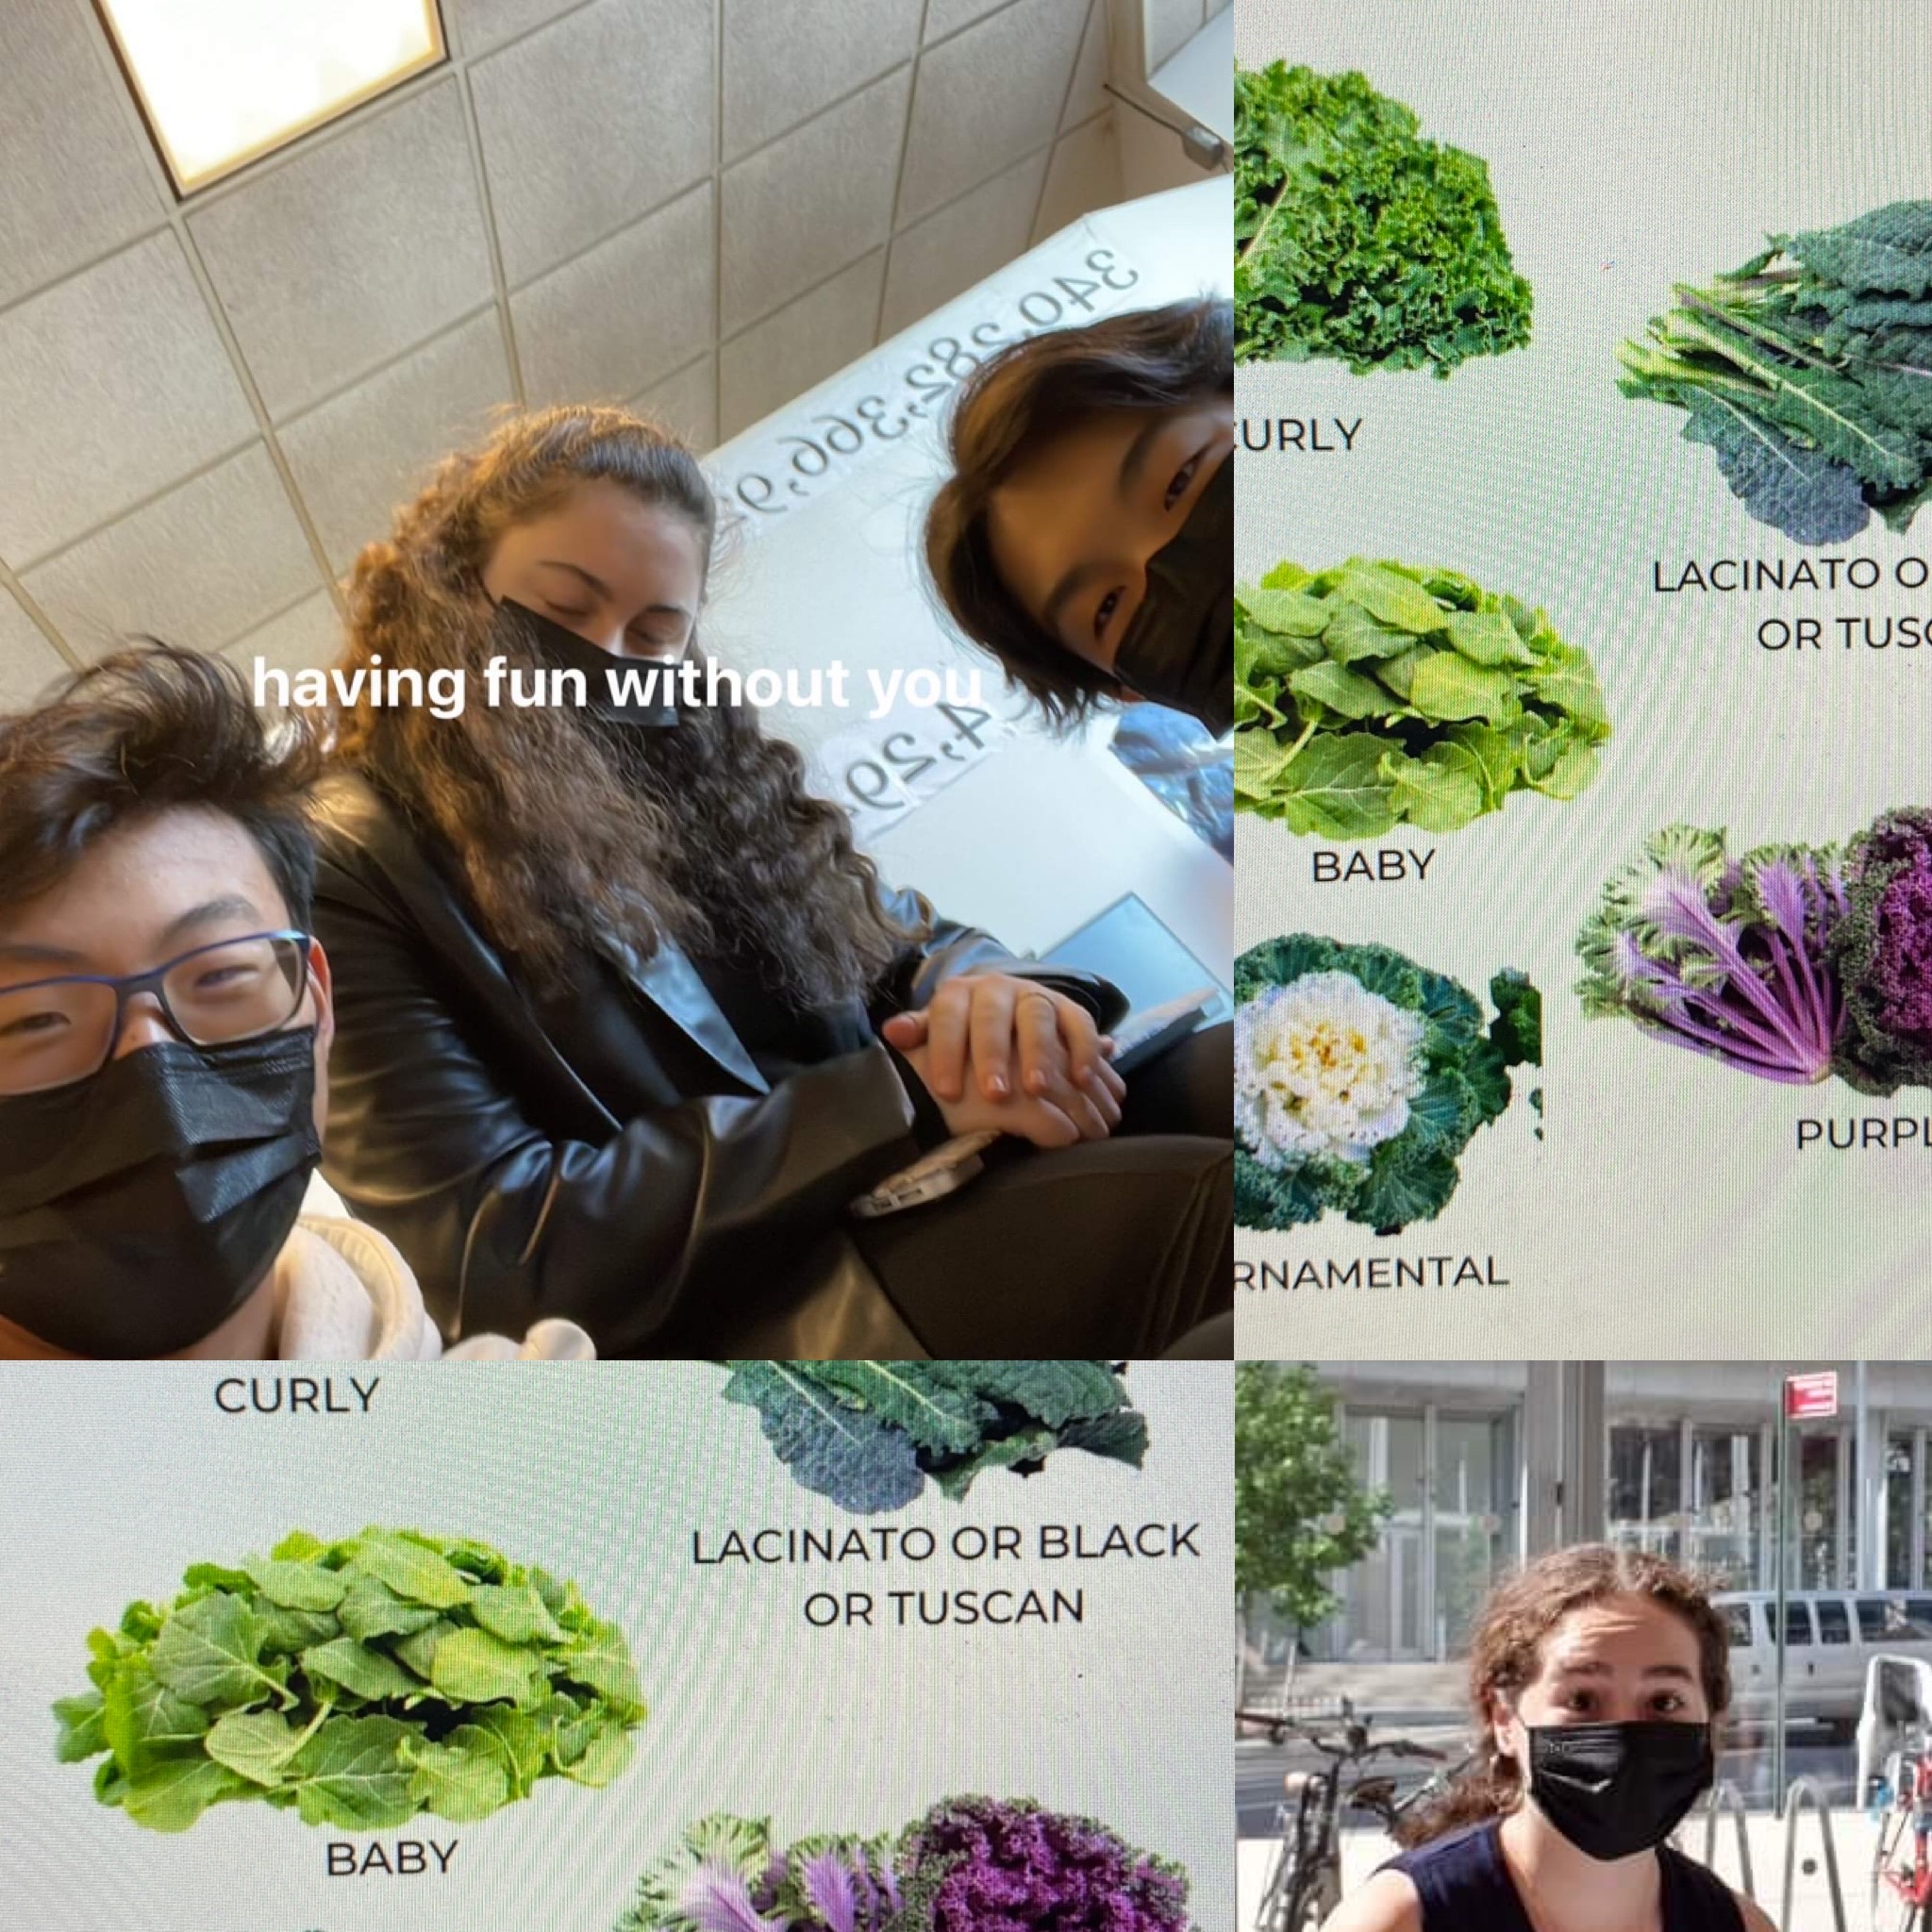 340,282,366,9
4,29
having fun without you
CURLY
LACINATO O
OR TUSC
BABY
PURPL
RNAMENTAL
CURLY
LACINATO OR BLACK
OR TUSCAN
BABY